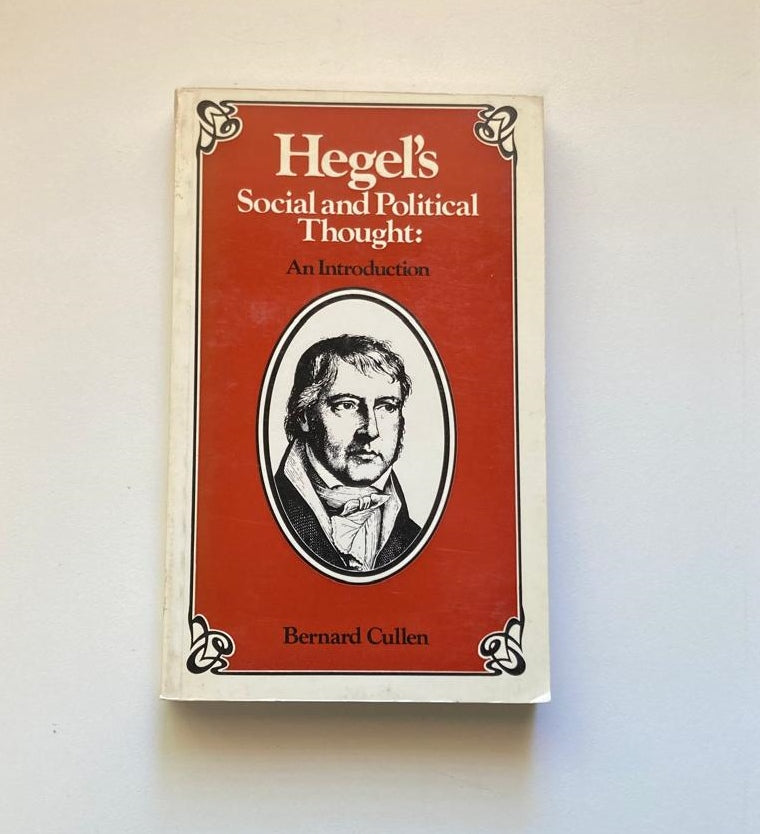 Hegel's
Social and Political
Thought:
An Introduction
Bernard Cullen